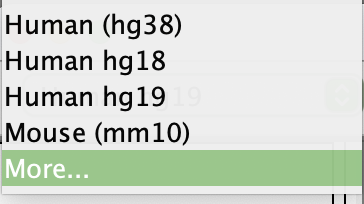 Human (hg38)
Human hg18
Human hg19
Mouse (mm10)
More...